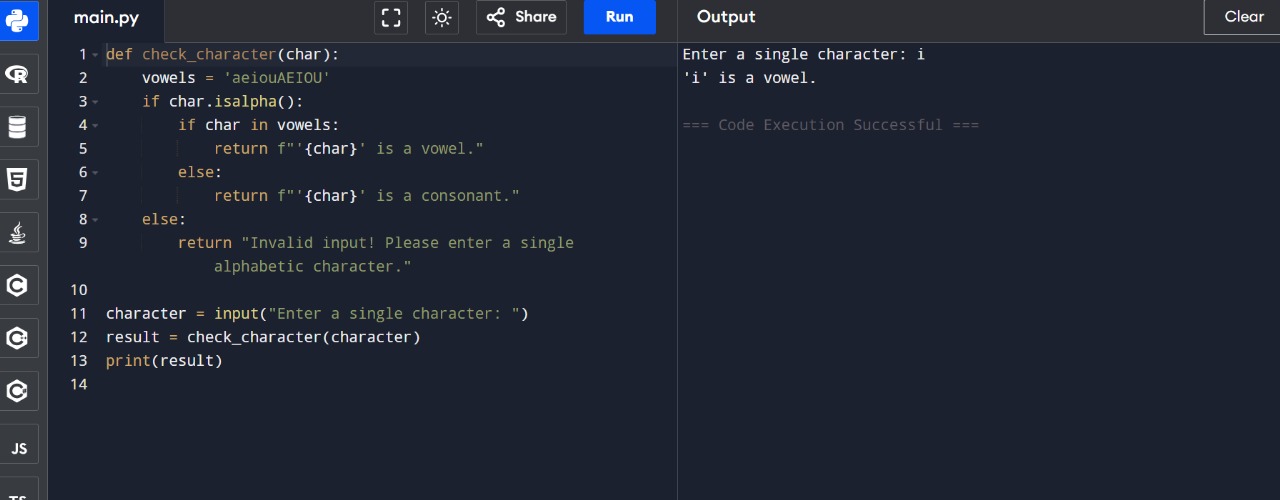 main.py
Share
Run
Output
Clear
1 def check_character(char):
2     vowels = 'aeiouAEIOU'
3     if char.isalpha():
4         if char in vowels:
5             return f"'{char}' is a vowel."
6         else:
7             return f"'{char}' is a consonant."
8     else:
9         return "Invalid input! Please enter a single
            alphabetic character."
10
11 character = input("Enter a single character: ")
12 result = check_character(character)
13 print(result)
14
Enter a single character: i
'i' is a vowel.
=== Code Execution Successful ===
R
5
C
C
C
JS
TS